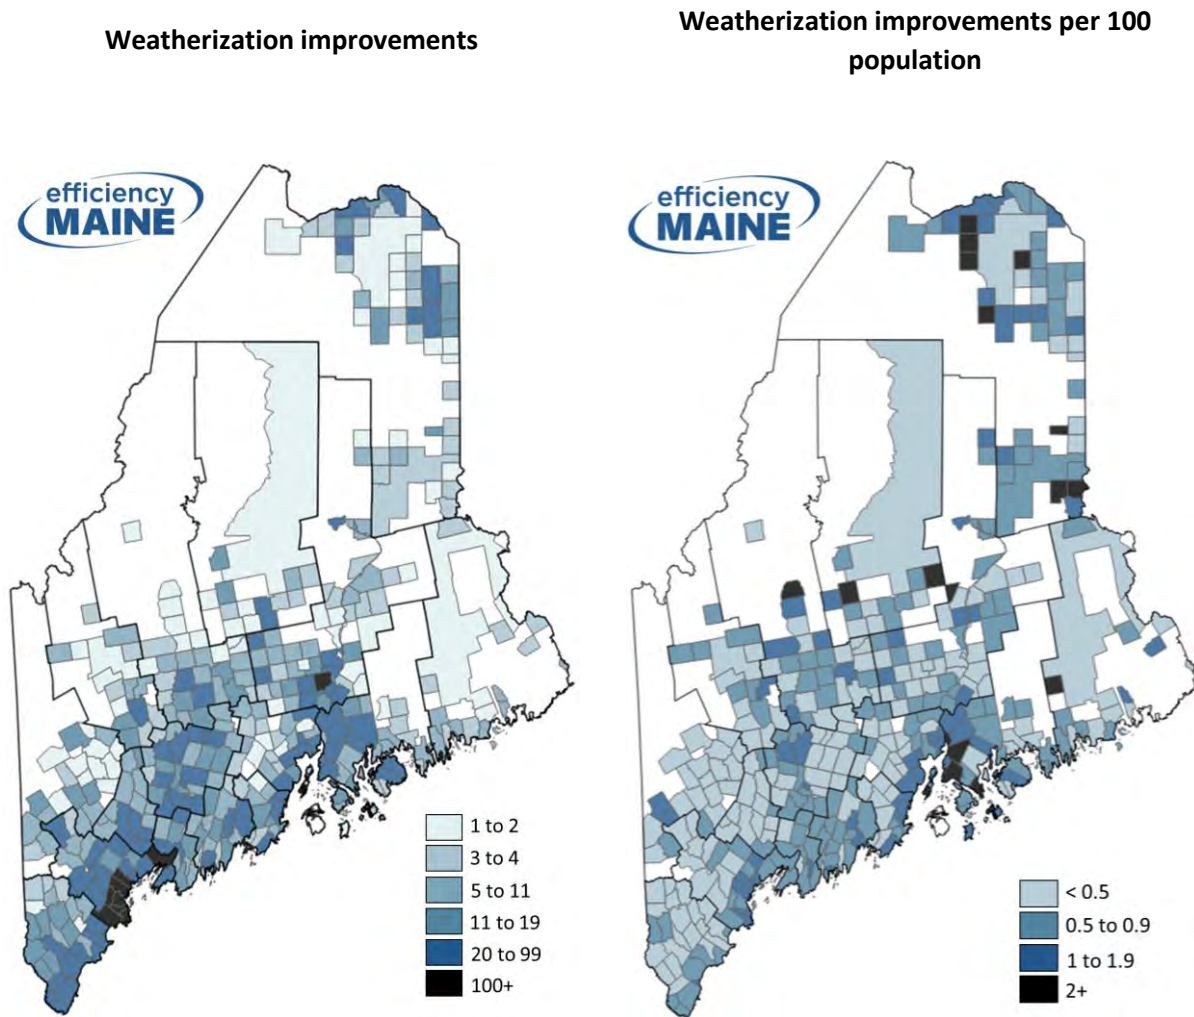 Weatherization improvements
Weatherization improvements per 100
population
efficiency
MAINE
efficiency
MAINE
1 to 2
3 to 4
5 to 11
11 to 19
20 to 99
100+
< 0.5
0.5 to 0.9
1 to 1.9
2+